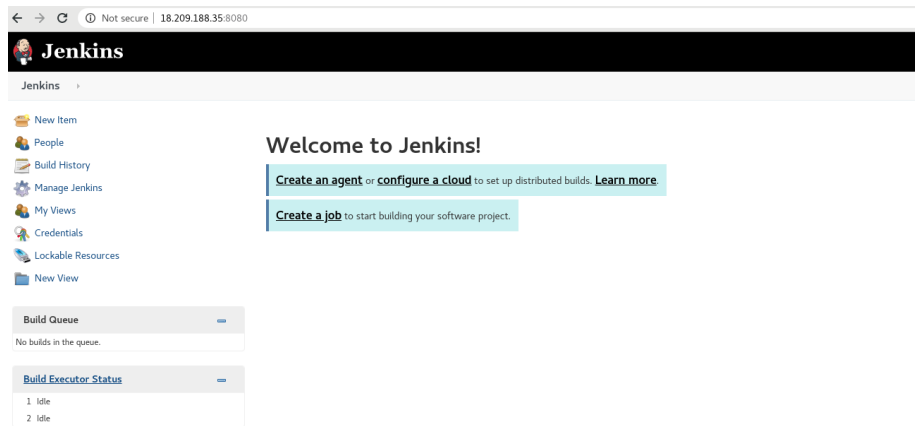 Not secure | 18.209.188.35:8080
Jenkins
Jenkins
New Item
People
Build History
Manage Jenkins
My Views
Credentials
Lockable Resources
New View
Build Queue
No builds in the queue.
Build Executor Status
1 Idle
2 Idle
Welcome to Jenkins!
Create an agent or configure a cloud to set up distributed builds. Learn more.
Create a job to start building your software project.